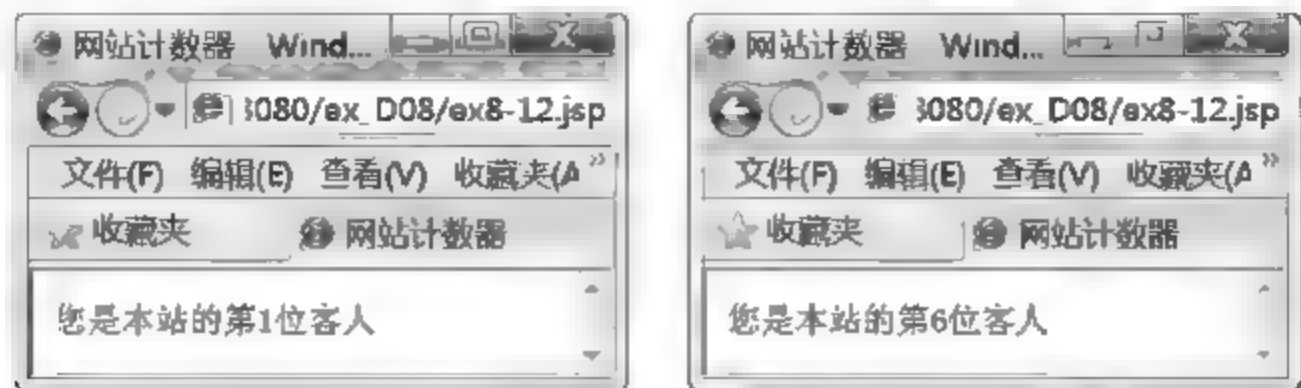 网站计数器 Wind...
3080/ex_D08/ex8-12.jsp
文件(F) 编辑(E) 查看(V) 收藏夹(A »
收藏夹 网站计数器
您是本站的第1位客人
网站计数器 Wind...
3080/ex_D08/ex8-12.jsp
文件(F) 编辑(E) 查看(V) 收藏夹(A »
收藏夹 网站计数器
您是本站的第6位客人